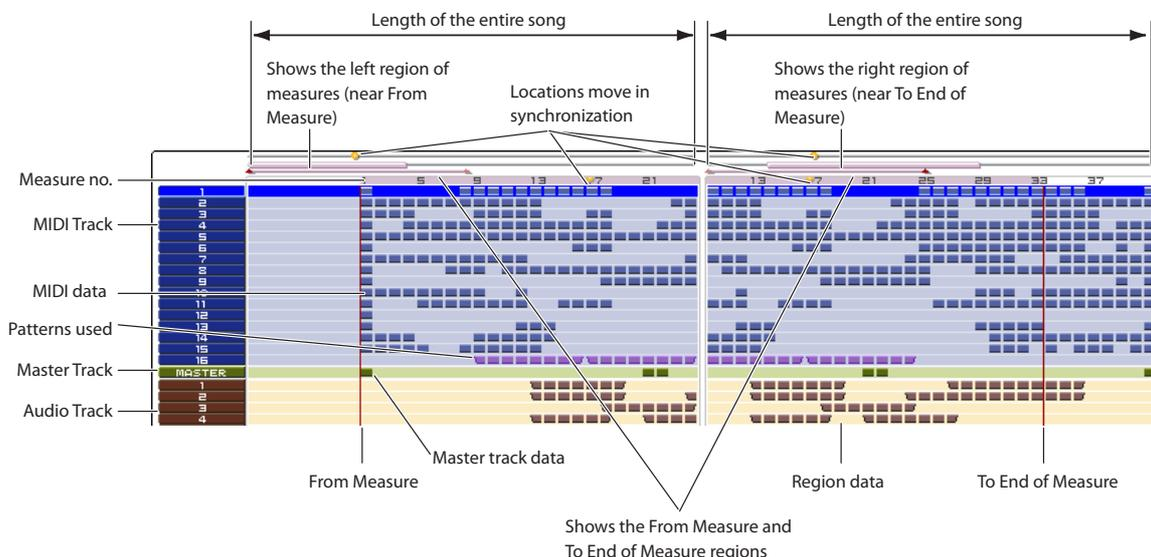 Length of the entire song
Length of the entire song
Shows the left region of
measures (near From
Measure)
Locations move in
synchronization
Shows the right region of
measures (near To End of
Measure)
Measure no.
5 9 13 17 21
13 17 21 25 29 33 37
MIDI Track
MIDI data
Patterns used
Master Track
Audio Track
1
2
3
4
5
6
7
8
9
10
11
12
13
14
15
16
MASTER
1
2
3
4
Master track data
From Measure
Region data
To End of Measure
Shows the From Measure and
To End of Measure regions